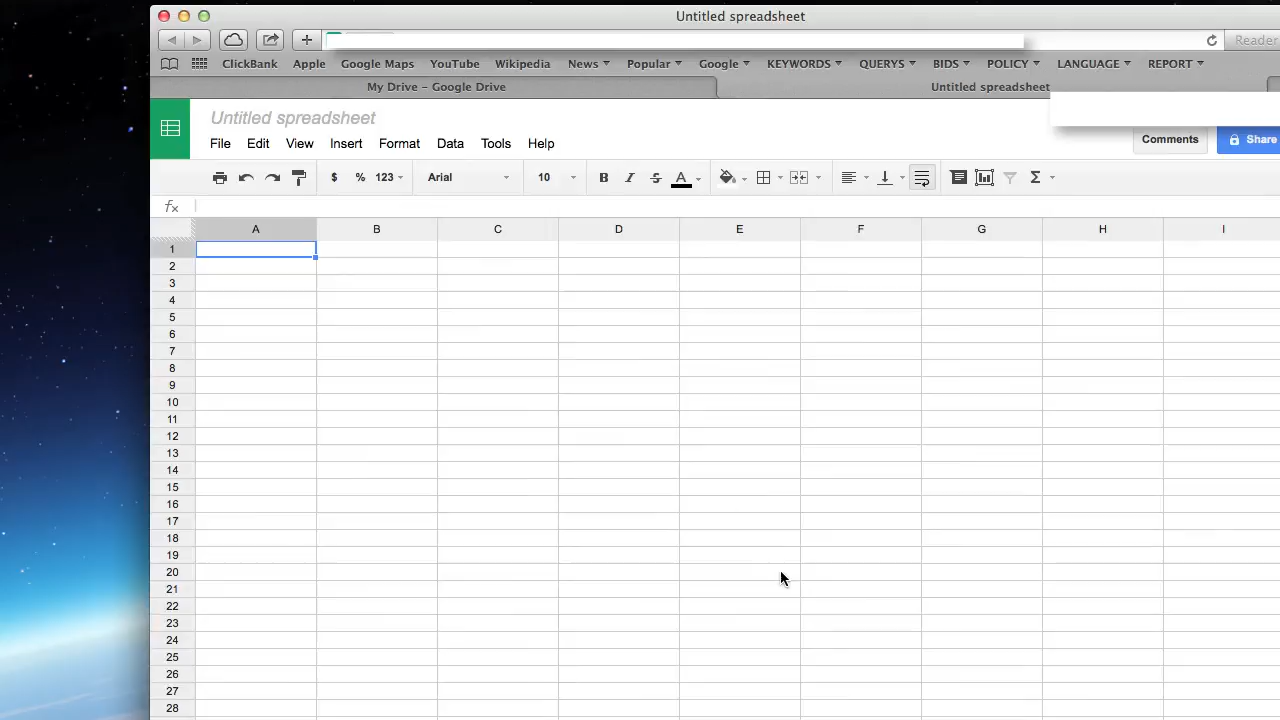 Untitled spreadsheet
Reader
ClickBank Apple Google Maps YouTube Wikipedia News Popular Google KEYWORDS QUERYS BIDS POLICY LANGUAGE REPORT
My Drive – Google Drive Untitled spreadsheet
Untitled spreadsheet
Comments Share
File Edit View Insert Format Data Tools Help
$ % 123 Arial 10 B I S A Σ
fx
A B C D E F G H I
1
2
3
4
5
6
7
8
9
10
11
12
13
14
15
16
17
18
19
20
21
22
23
24
25
26
27
28